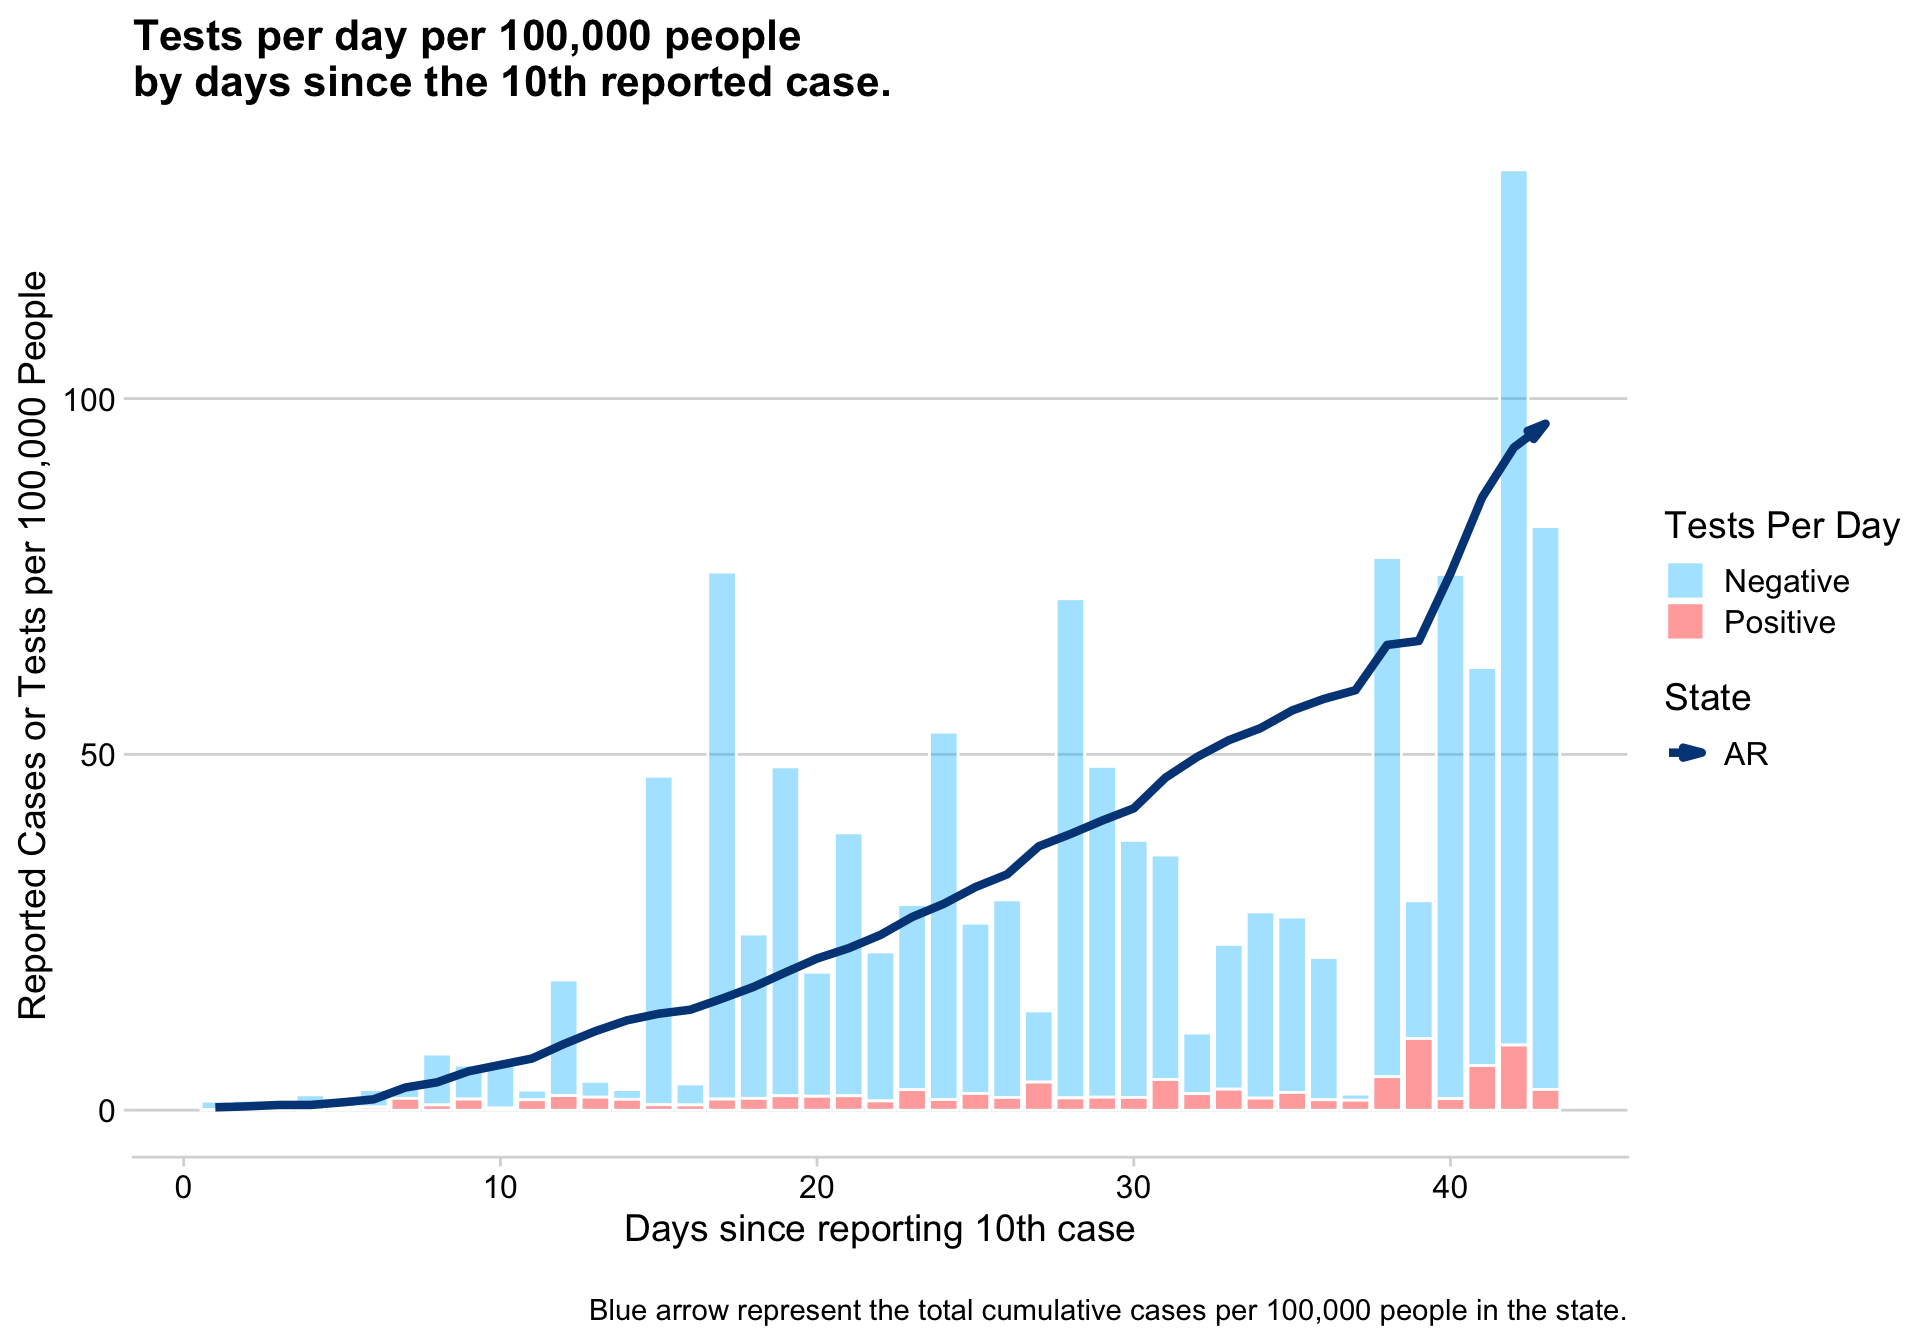 Tests per day per 100,000 people
by days since the 10th reported case.
Reported Cases or Tests per 100,000 People
100
50
0
0 10 20 30 40
Days since reporting 10th case
Tests Per Day
Negative
Positive
State
AR
Blue arrow represent the total cumulative cases per 100,000 people in the state.